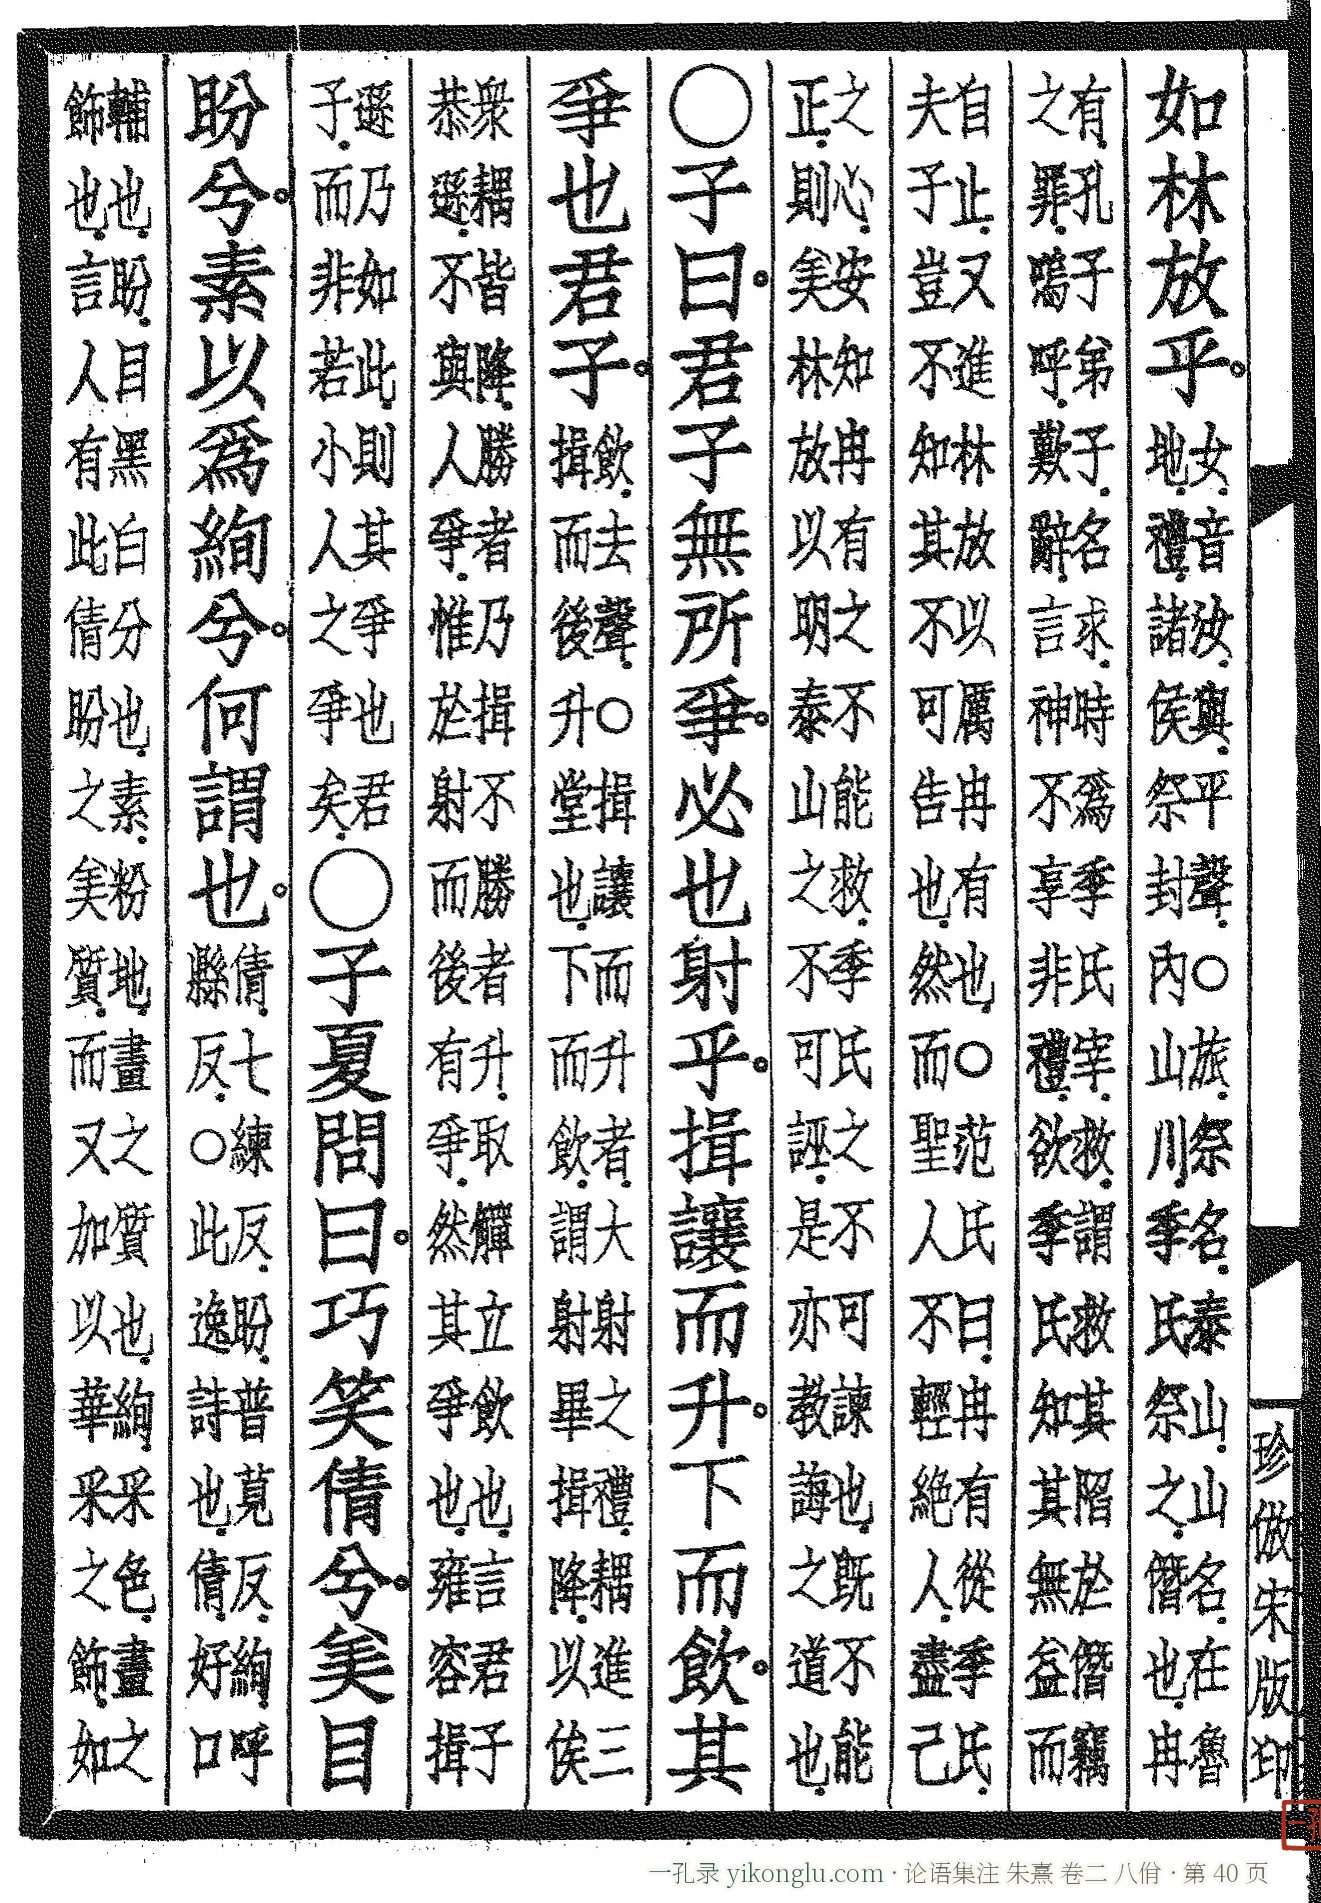 珍倣宋版印
如林放乎。女音汝.與平聲.○旅.祭名.泰山.山名.在魯地.禮.諸侯祭封內山川.季氏祭之.僭也.冉
有.孔子弟子.名求.時爲季氏宰.救.謂救其陷於僭竊之罪.嗚呼.歎辭.言神不享非禮.欲季氏知其無益而
自止.又進林放以厲冉有也.○范氏曰.冉有從季氏.夫子豈不知其不可告也.然而聖人不輕絕人.盡己
之心.安知冉有之不能救.季氏之不可諫也.既不能正.則美林放以明泰山之不可誣.是亦教誨之道也.
○子曰。君子無所爭。必也射乎。揖讓而升。下而飲。其
爭也君子。飲.去聲.○揖讓而升者.大射之禮.耦進三揖而後升堂也.下而飲.謂射畢揖降.以俟
衆耦皆降.勝者乃揖不勝者升.取觶立飲也.言君子恭遜.不與人爭.惟於射而後有爭.然其爭也.雍容揖
遜乃如此.則其爭也君子.而非若小人之爭矣.○子夏問曰。巧笑倩兮。美目
盼兮。素以爲絢兮。何謂也。倩.七練反.盼.普莧反.絢.呼縣反.○此逸詩也.倩.好口
輔也.盼.目黑白分也.素.粉地.畫之質也.絢.采色.畫之飾也.言人有此倩盼之美質.而又加以華采之飾.如
一孔录 yikonglu.com · 论语集注 朱熹 卷二 八佾 · 第 40 页